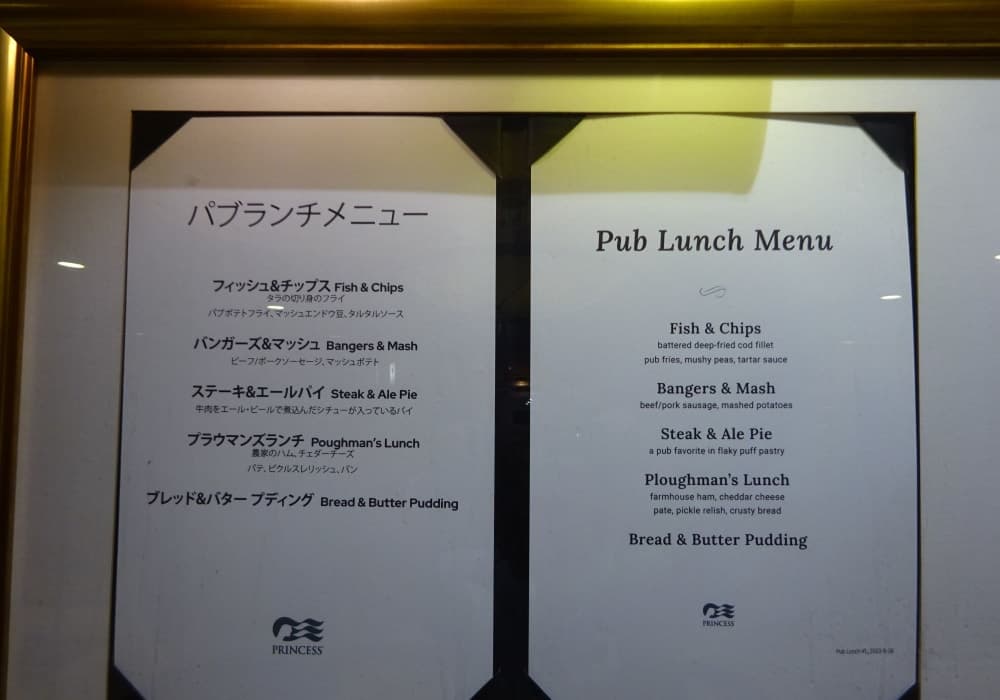 パブランチメニュー
フィッシュ&チップス Fish & Chips
タラの切り身のフライ
パブポテトフライ、マッシュエンドウ豆、タルタルソース
バンガーズ&マッシュ Bangers & Mash
ビーフ/ポークソーセージ、マッシュポテト
ステーキ&エールパイ Steak & Ale Pie
牛肉をエール・ビールで煮込んだシチューが入っているパイ
プラウマンズランチ Poughman's Lunch
農家のハム、チェダーチーズ
パテ、ピクルスレリッシュ、パン
ブレッド&バター プディング Bread & Butter Pudding
PRINCESS
Pub Lunch Menu
Fish & Chips
battered deep-fried cod fillet
pub fries, mushy peas, tartar sauce
Bangers & Mash
beef/pork sausage, mashed potatoes
Steak & Ale Pie
a pub favorite in flaky puff pastry
Ploughman's Lunch
farmhouse ham, cheddar cheese
pate, pickle relish, crusty bread
Bread & Butter Pudding
PRINCESS
Pub Lunch